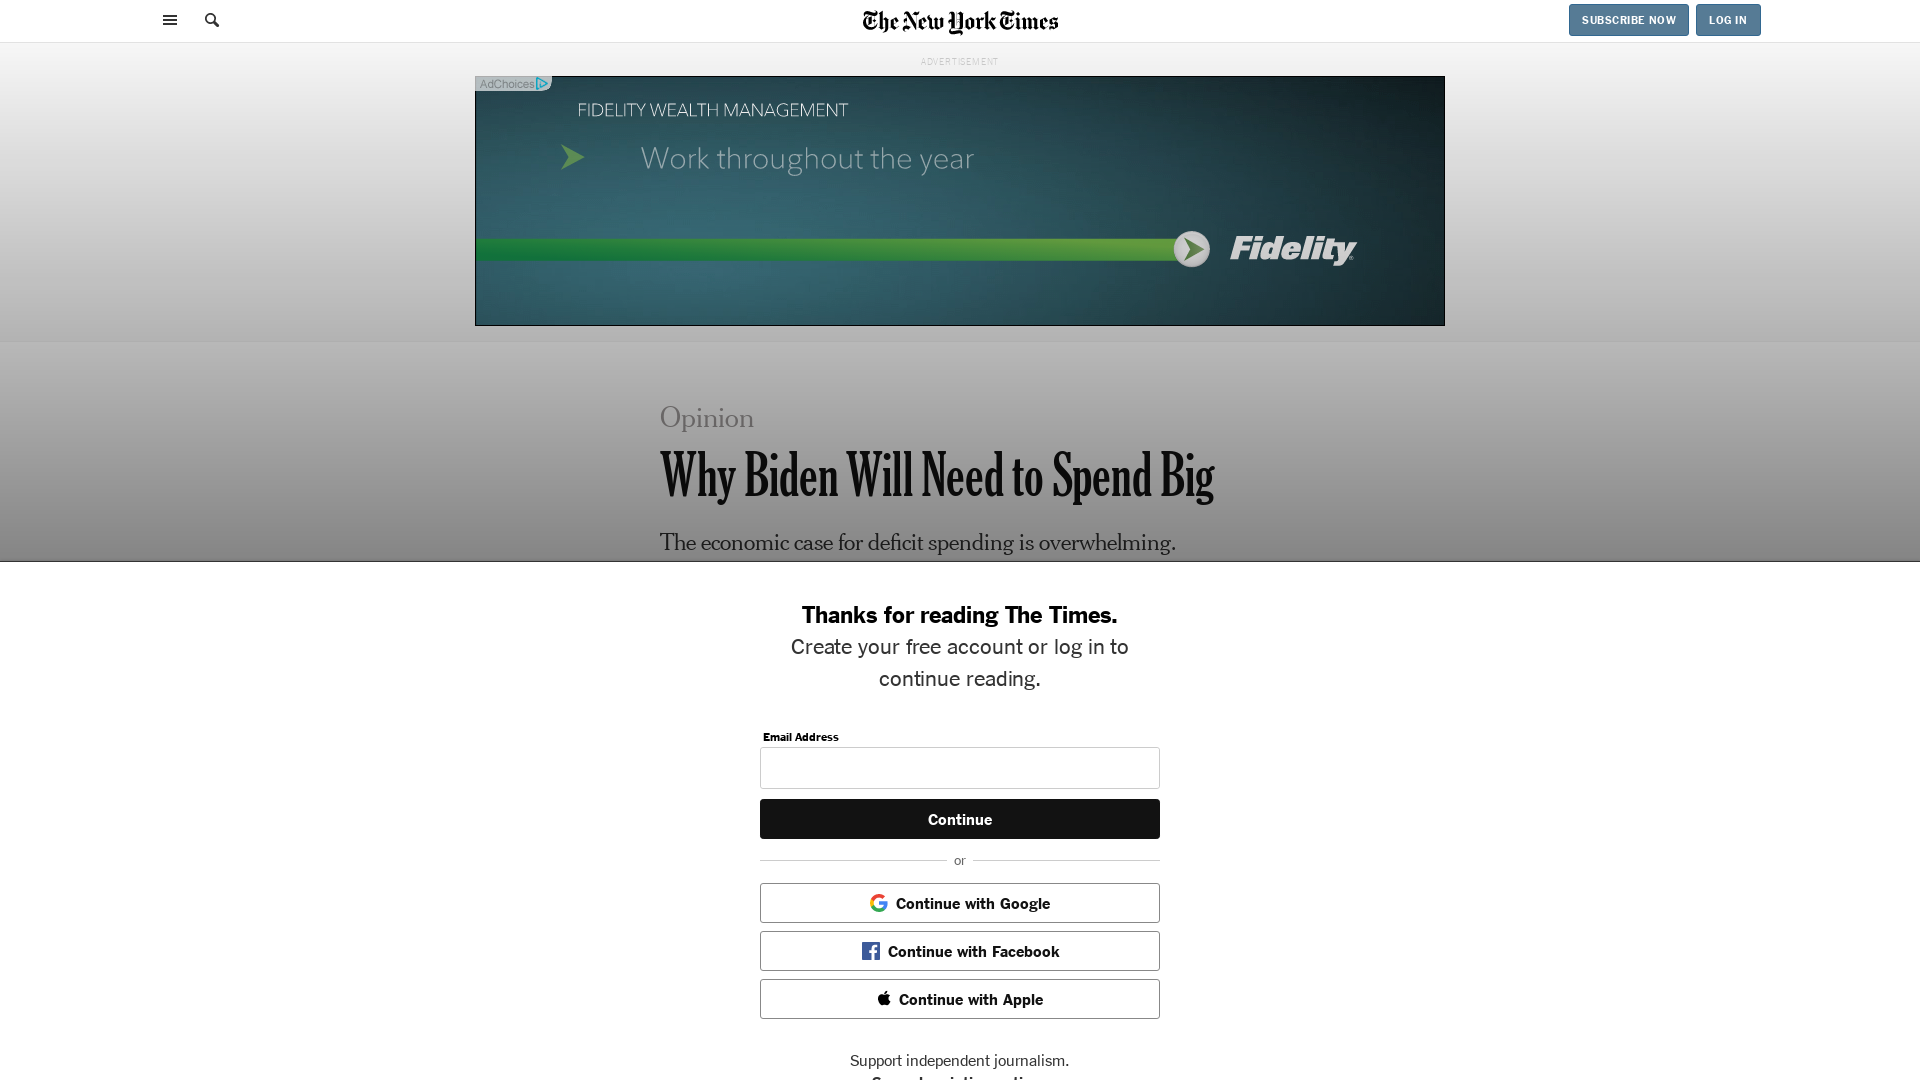 The New York Times
SUBSCRIBE NOW
LOG IN
ADVERTISEMENT
AdChoices
FIDELITY WEALTH MANAGEMENT
Work throughout the year
Fidelity
Opinion
Why Biden Will Need to Spend Big
The economic case for deficit spending is overwhelming.
Thanks for reading The Times.
Create your free account or log in to
continue reading.
Email Address
Continue
or
Continue with Google
Continue with Facebook
Continue with Apple
Support independent journalism.